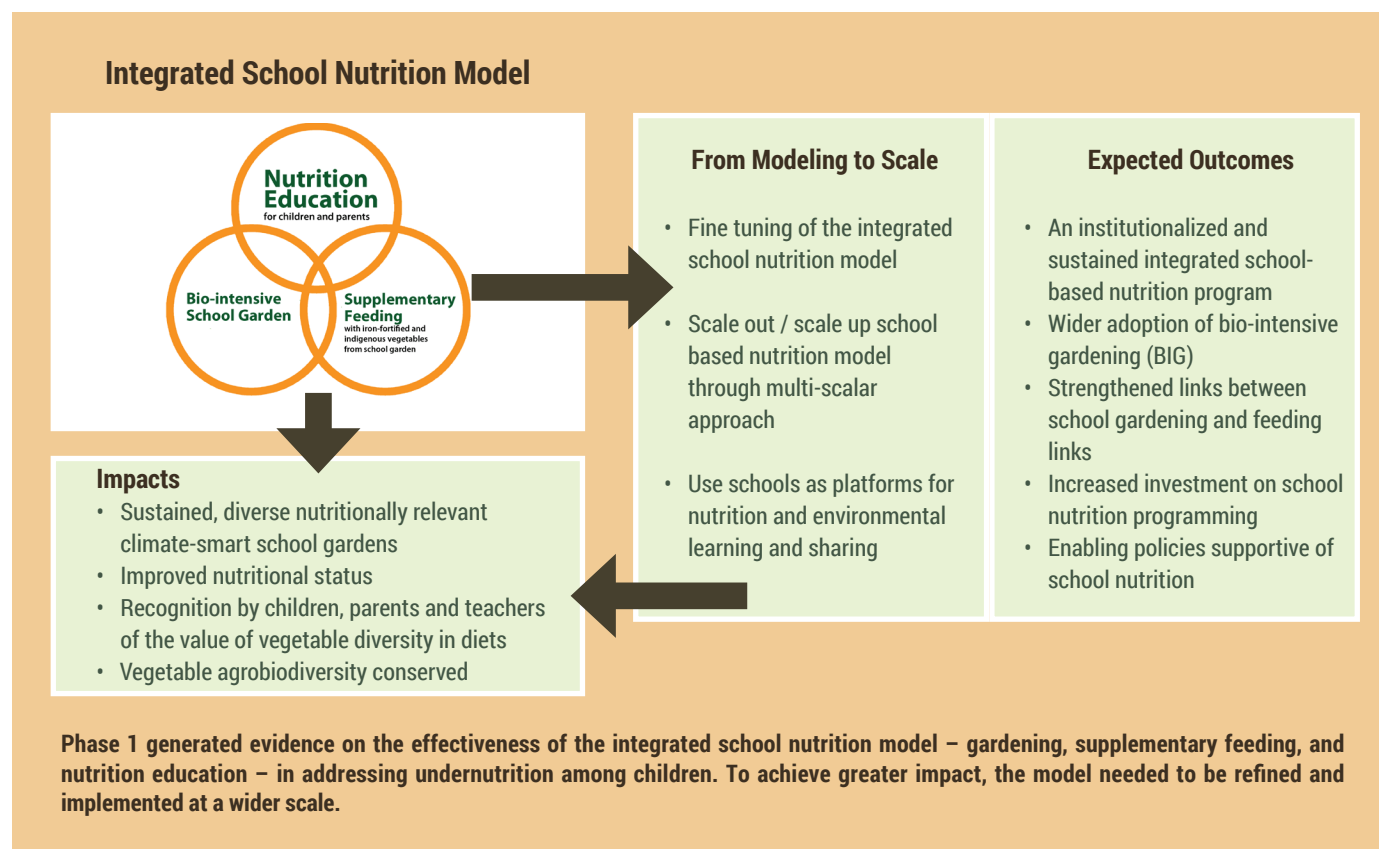 Integrated School Nutrition Model
Nutrition
Education
for children and parents
Bio-intensive
School Garden
Supplementary
Feeding
with iron-fortified and
indigenous vegetables
from school garden
From Modeling to Scale
• Fine tuning of the integrated
school nutrition model
• Scale out / scale up school
based nutrition model
through multi-scalar
approach
• Use schools as platforms for
nutrition and environmental
learning and sharing
Expected Outcomes
• An institutionalized and
sustained integrated school-
based nutrition program
• Wider adoption of bio-intensive
gardening (BIG)
• Strengthened links between
school gardening and feeding
links
• Increased investment on school
nutrition programming
• Enabling policies supportive of
school nutrition
Impacts
• Sustained, diverse nutritionally relevant
climate-smart school gardens
• Improved nutritional status
• Recognition by children, parents and teachers
of the value of vegetable diversity in diets
• Vegetable agrobiodiversity conserved
Phase 1 generated evidence on the effectiveness of the integrated school nutrition model – gardening, supplementary feeding, and
nutrition education – in addressing undernutrition among children. To achieve greater impact, the model needed to be refined and
implemented at a wider scale.